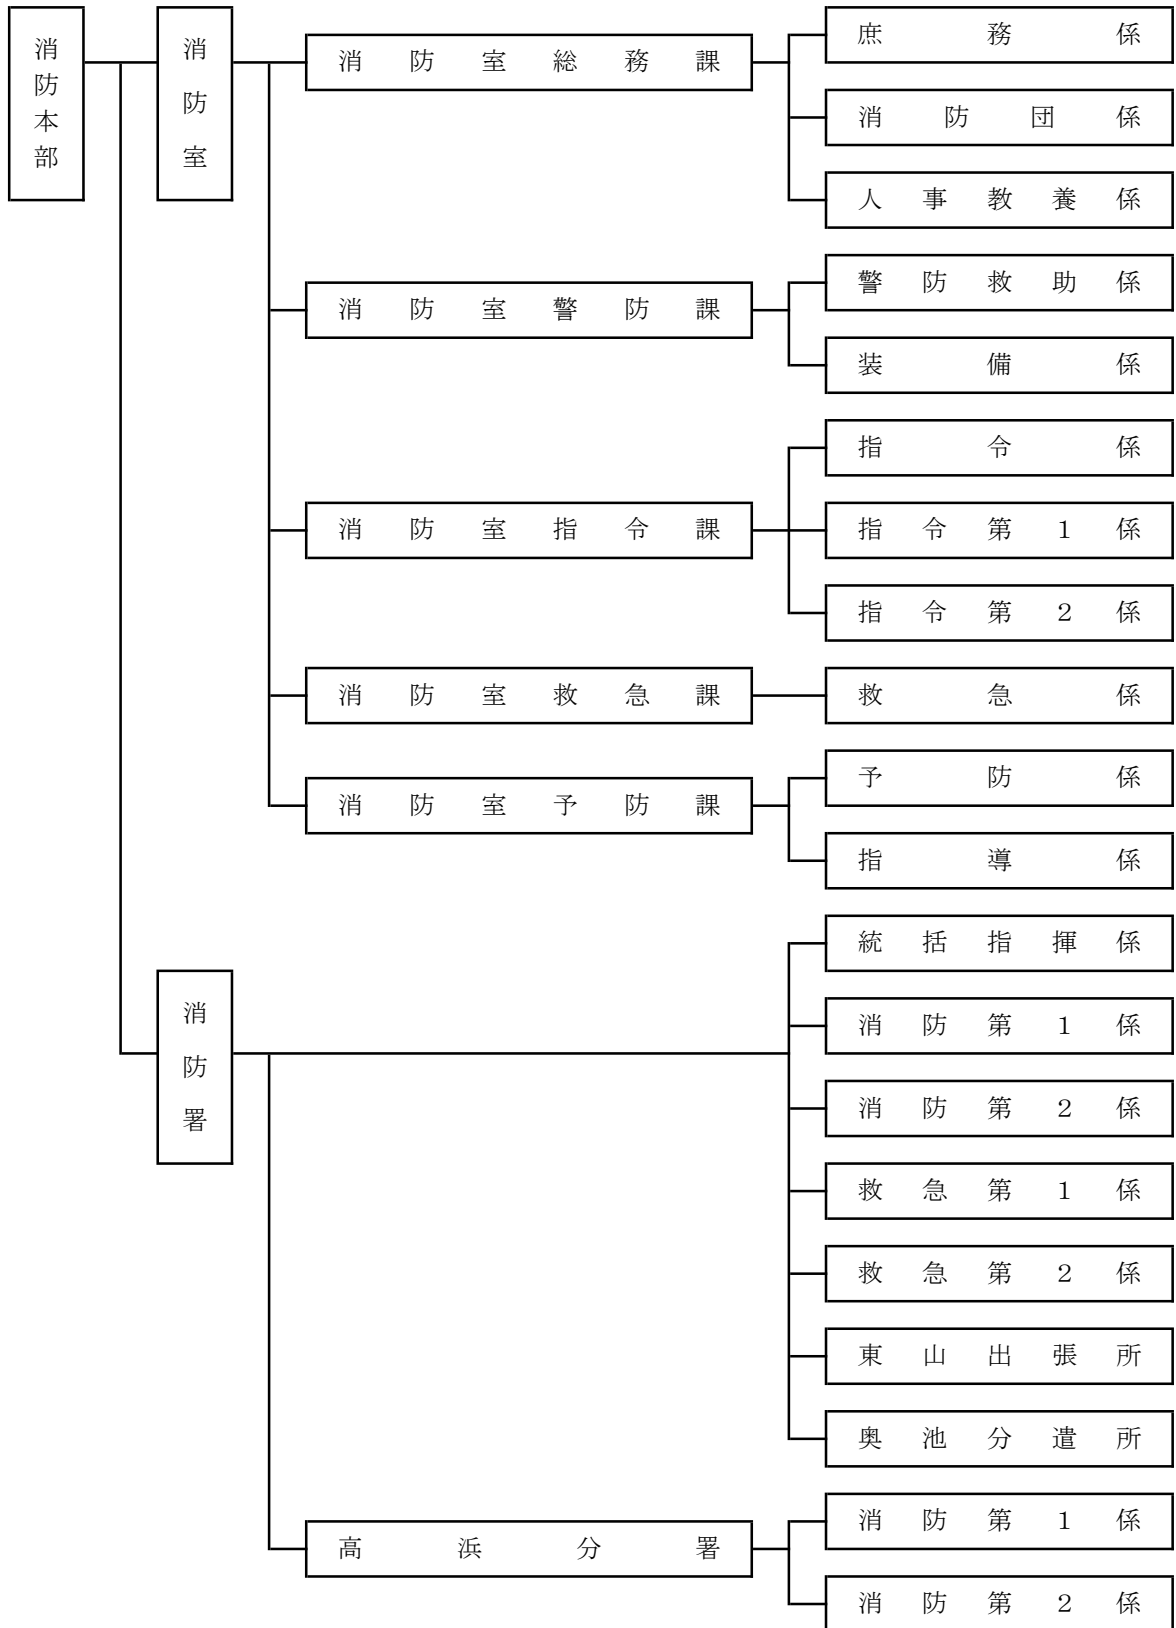 消防本部
消防室
消防室総務課
庶務係
消防団係
人事教養係
消防室警防課
警防救助係
装備係
消防室指令課
指令係
指令第１係
指令第２係
消防室救急課
救急係
消防室予防課
予防係
指導係
消防署
統括指揮係
消防第１係
消防第２係
救急第１係
救急第２係
東山出張所
奥池分遣所
高浜分署
消防第１係
消防第２係